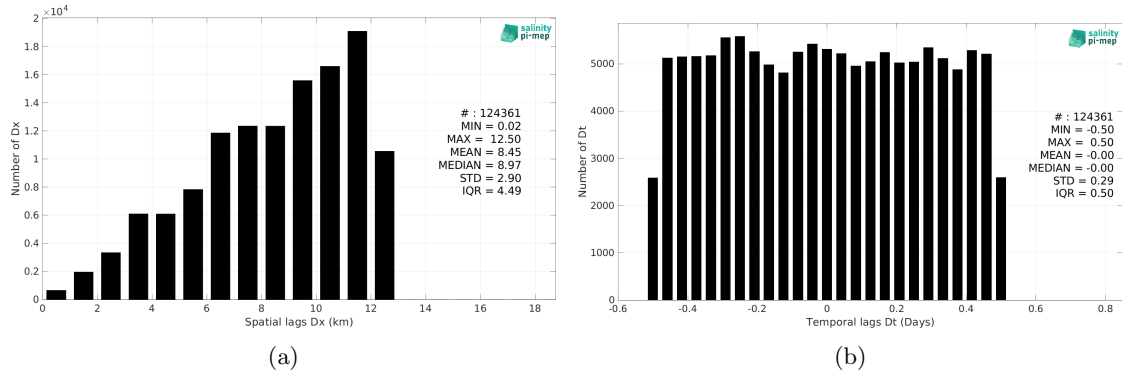 ×10⁴
2
1.8
1.6
1.4
1.2
1
0.8
0.6
0.4
0.2
0
Number of Dx
salinity
pi-mep
# : 124361
MIN = 0.02
MAX = 12.50
MEAN = 8.45
MEDIAN = 8.97
STD = 2.90
IQR = 4.49
0 2 4 6 8 10 12 14 16 18
Spatial lags Dx (km)
(a)
5000
4000
3000
2000
1000
0
Number of Dt
salinity
pi-mep
# : 124361
MIN = -0.50
MAX = 0.50
MEAN = -0.00
MEDIAN = -0.00
STD = 0.29
IQR = 0.50
-0.6 -0.4 -0.2 0 0.2 0.4 0.6 0.8
Temporal lags Dt (Days)
(b)